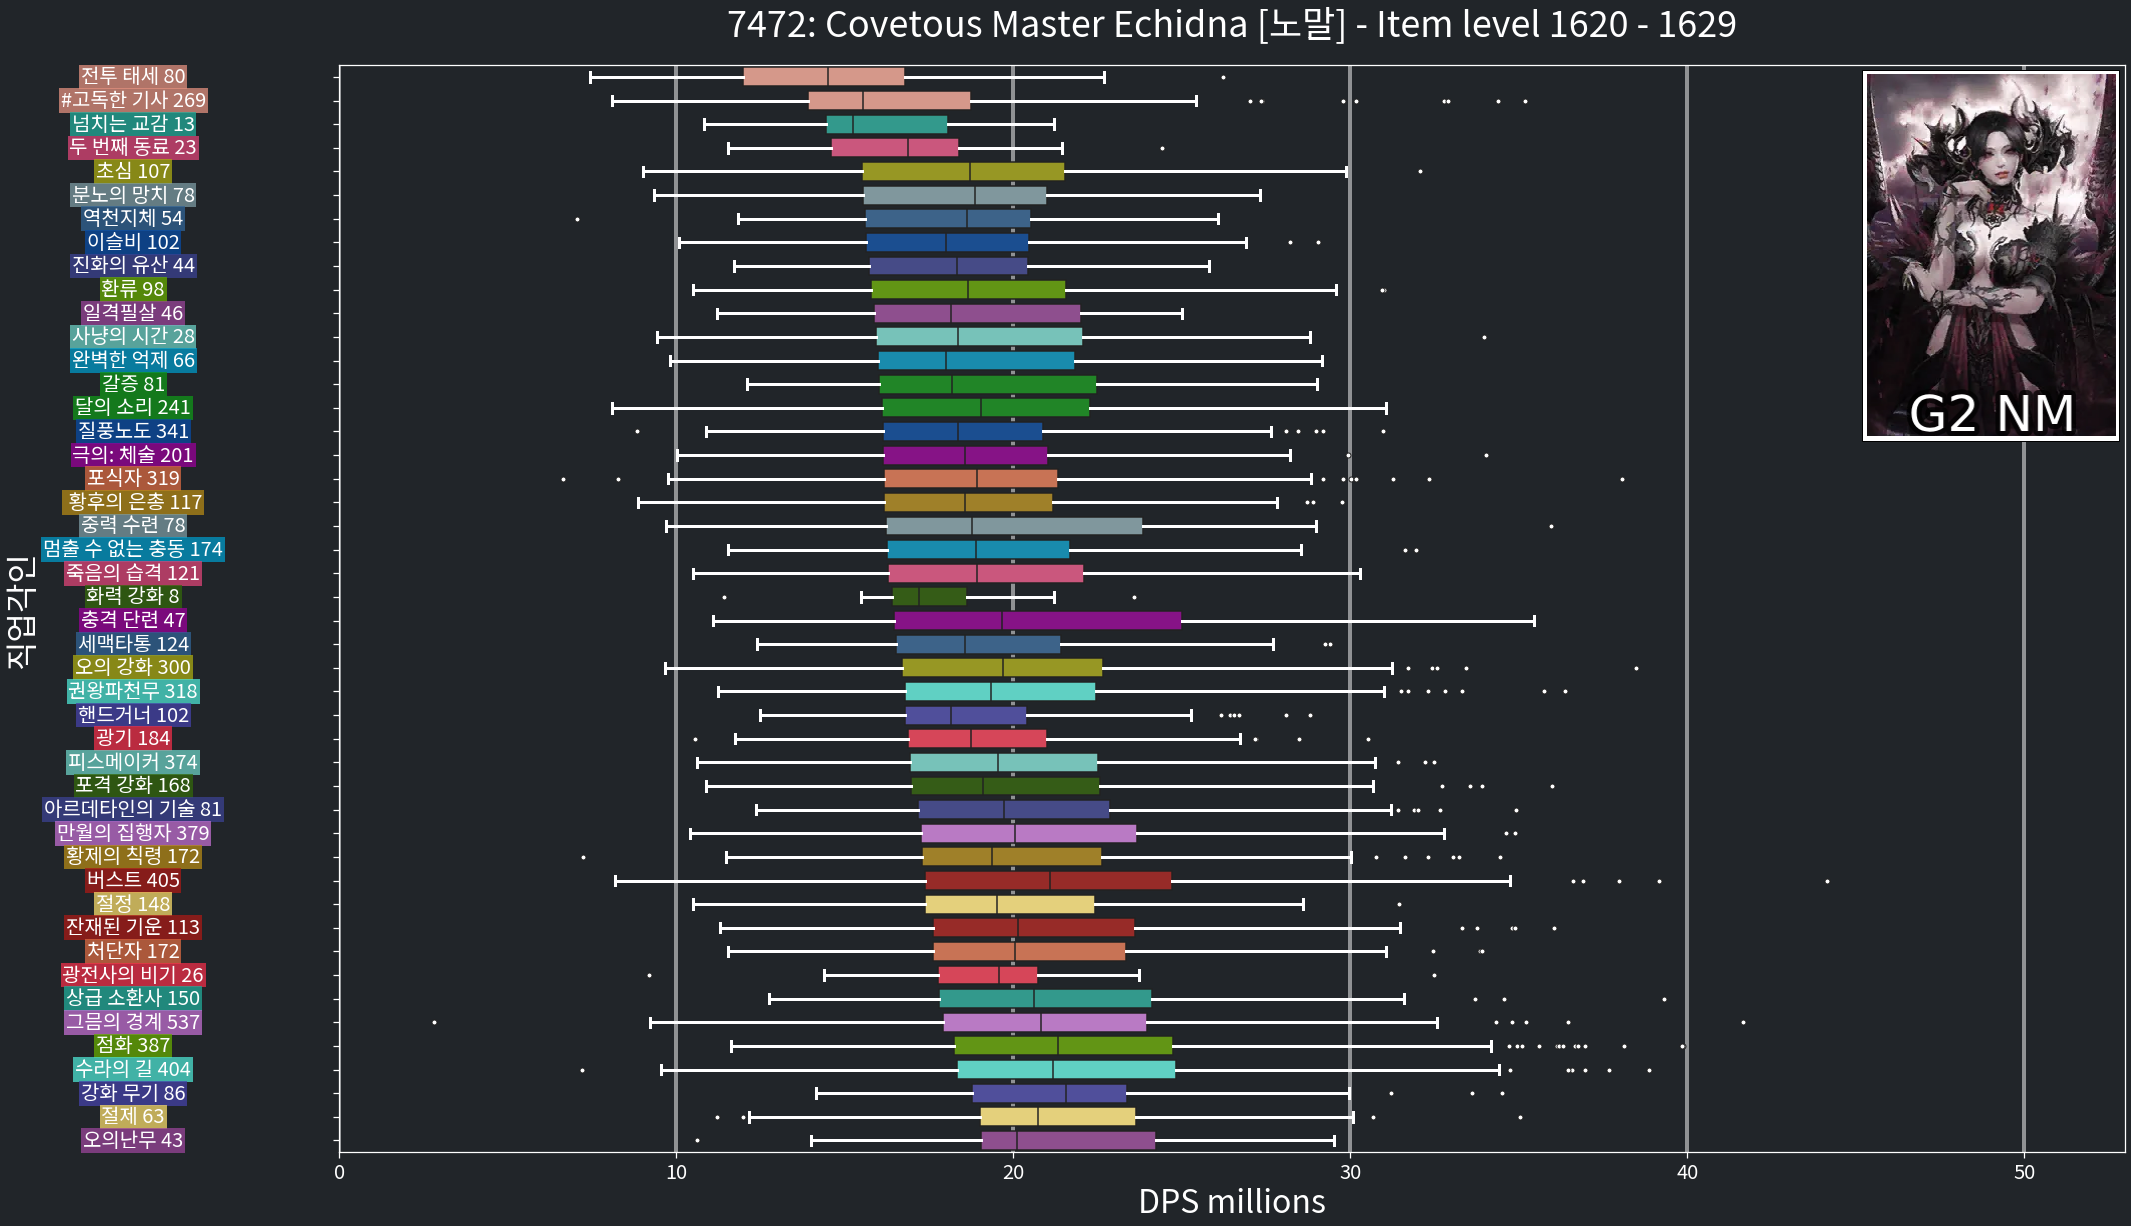 7472: Covetous Master Echidna [노말] - Item level 1620 - 1629
직업각인
전투 태세 80
#고독한 기사 269
넘치는 교감 13
두 번째 동료 23
초심 107
분노의 망치 78
역천지체 54
이슬비 102
진화의 유산 44
환류 98
일격필살 46
사냥의 시간 28
완벽한 억제 66
갈증 81
달의 소리 241
질풍노도 341
극의: 체술 201
포식자 319
황후의 은총 117
중력 수련 78
멈출 수 없는 충동 174
죽음의 습격 121
화력 강화 8
충격 단련 47
세맥타통 124
오의 강화 300
권왕파천무 318
핸드거너 102
광기 184
피스메이커 374
포격 강화 168
아르데타인의 기술 81
만월의 집행자 379
황제의 칙령 172
버스트 405
절정 148
잔재된 기운 113
처단자 172
광전사의 비기 26
상급 소환사 150
그믐의 경계 537
점화 387
수라의 길 404
강화 무기 86
절제 63
오의난무 43
G2 NM
0 10 20 30 40 50
DPS millions